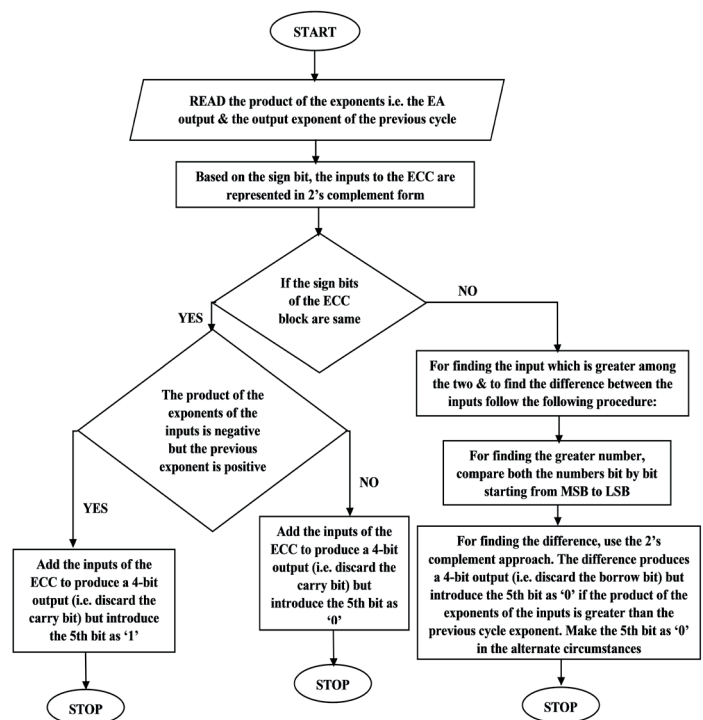 START
READ the product of the exponents i.e. the EA
output & the output exponent of the previous cycle
Based on the sign bit, the inputs to the ECC are
represented in 2's complement form
If the sign bits
of the ECC
block are same
YES
NO
The product of the
exponents of the
inputs is negative
but the previous
exponent is positive
For finding the input which is greater among
the two & to find the difference between the
inputs follow the following procedure:
For finding the greater number,
compare both the numbers bit by bit
starting from MSB to LSB
YES
NO
Add the inputs of the
ECC to produce a 4-bit
output (i.e. discard the
carry bit) but introduce
the 5th bit as ‘1’
Add the inputs of the
ECC to produce a 4-bit
output (i.e. discard the
carry bit) but
introduce the 5th bit as
‘0’
For finding the difference, use the 2’s
complement approach. The difference produces
a 4-bit output (i.e. discard the borrow bit) but
introduce the 5th bit as ‘0’ if the product of the
exponents of the inputs is greater than the
previous cycle exponent. Make the 5th bit as ‘0’
in the alternate circumstances
STOP
STOP
STOP